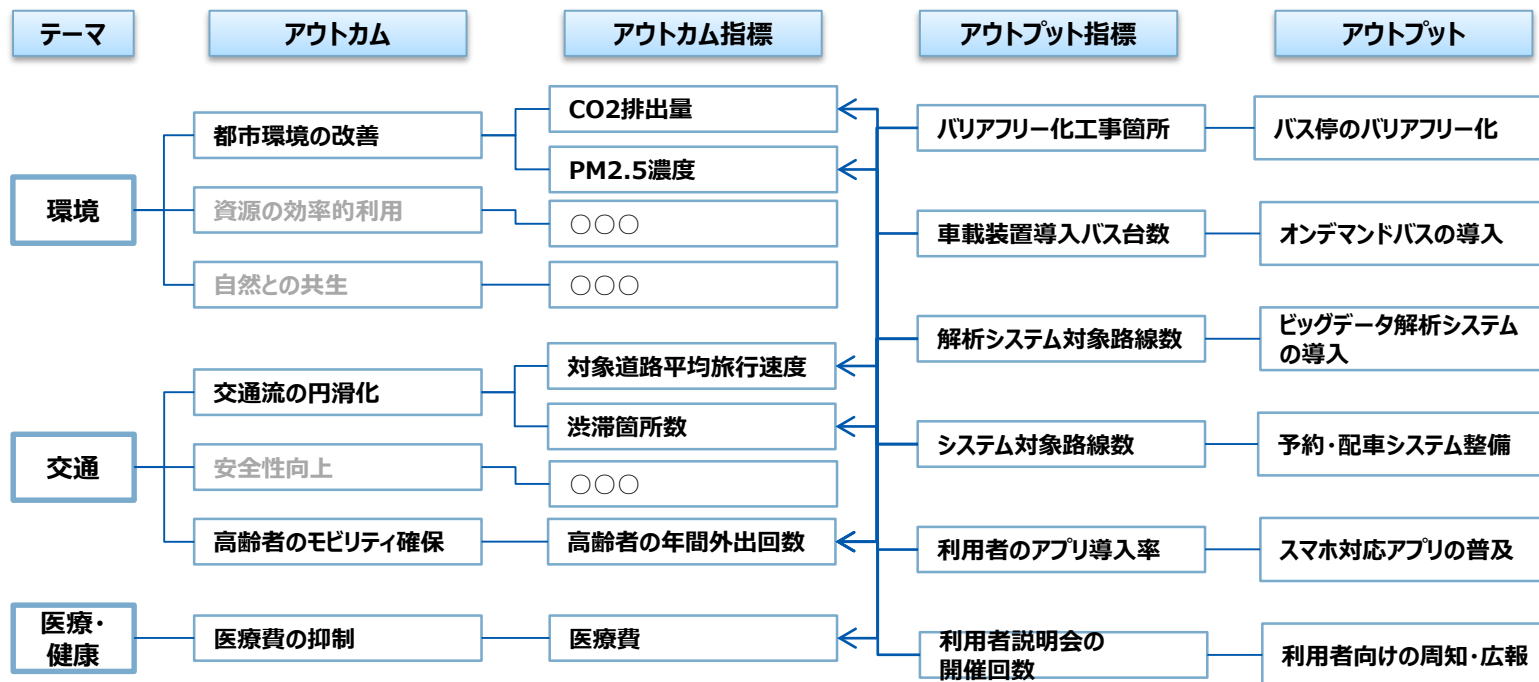 テーマ
アウトカム
アウトカム指標
アウトプット指標
アウトプット
環境
都市環境の改善
CO2排出量
PM2.5濃度
資源の効率的利用
○○○
自然との共生
○○○
交通
交通流の円滑化
対象道路平均旅行速度
渋滞箇所数
安全性向上
○○○
高齢者のモビリティ確保
高齢者の年間外出回数
医療・
健康
医療費の抑制
医療費
バリアフリー化工事箇所
バス停のバリアフリー化
車載装置導入バス台数
オンデマンドバスの導入
解析システム対象路線数
ビッグデータ解析システム
の導入
システム対象路線数
予約・配車システム整備
利用者のアプリ導入率
スマホ対応アプリの普及
利用者説明会の
開催回数
利用者向けの周知・広報